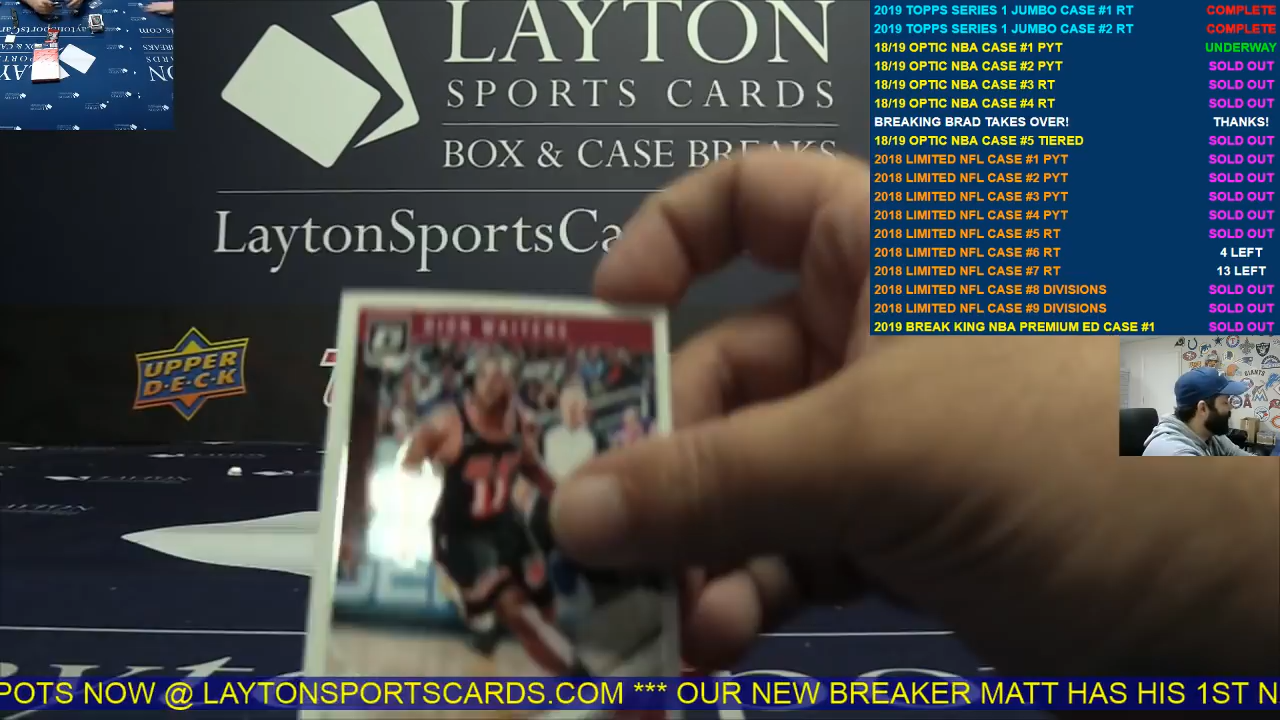 LAYTON
SPORTS CARDS
BOX & CASE BREAKS
LaytonSportsCa
UPPER
D·E·C·K
DION WAITERS
11
2019 TOPPS SERIES 1 JUMBO CASE #1 RT COMPLETE
2019 TOPPS SERIES 1 JUMBO CASE #2 RT COMPLETE
18/19 OPTIC NBA CASE #1 PYT UNDERWAY
18/19 OPTIC NBA CASE #2 PYT SOLD OUT
18/19 OPTIC NBA CASE #3 RT SOLD OUT
18/19 OPTIC NBA CASE #4 RT SOLD OUT
BREAKING BRAD TAKES OVER! THANKS!
18/19 OPTIC NBA CASE #5 TIERED SOLD OUT
2018 LIMITED NFL CASE #1 PYT SOLD OUT
2018 LIMITED NFL CASE #2 PYT SOLD OUT
2018 LIMITED NFL CASE #3 PYT SOLD OUT
2018 LIMITED NFL CASE #4 PYT SOLD OUT
2018 LIMITED NFL CASE #5 RT SOLD OUT
2018 LIMITED NFL CASE #6 RT 4 LEFT
2018 LIMITED NFL CASE #7 RT 13 LEFT
2018 LIMITED NFL CASE #8 DIVISIONS SOLD OUT
2018 LIMITED NFL CASE #9 DIVISIONS SOLD OUT
2019 BREAK KING NBA PREMIUM ED CASE #1 SOLD OUT
GIANTS
POTS NOW @ LAYTONSPORTSCARDS.COM *** OUR NEW BREAKER MATT HAS HIS 1ST N